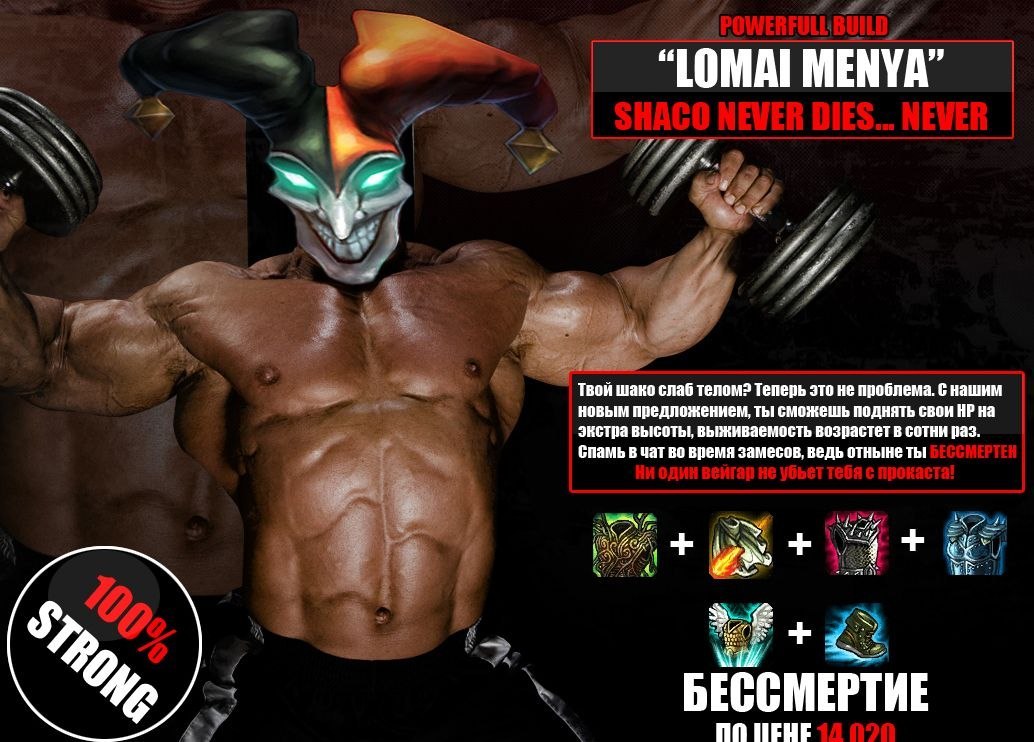 POWERFULL BUILD
“LOMAI MENYA”
SHACO NEVER DIES... NEVER
Твой шако слаб телом? Теперь это не проблема. С нашим
новым предложением, ты сможешь поднять свои HP на
экстра высоты, выживаемость возрастет в сотни раз.
Спамь в чат во время замесов, ведь отныне ты БЕССМЕРТЕН
Ни один вейгар не убьет тебя с прокаста!
+ + +
+
100%
STRONG
БЕССМЕРТИЕ
ПО ЦЕНЕ 14 020